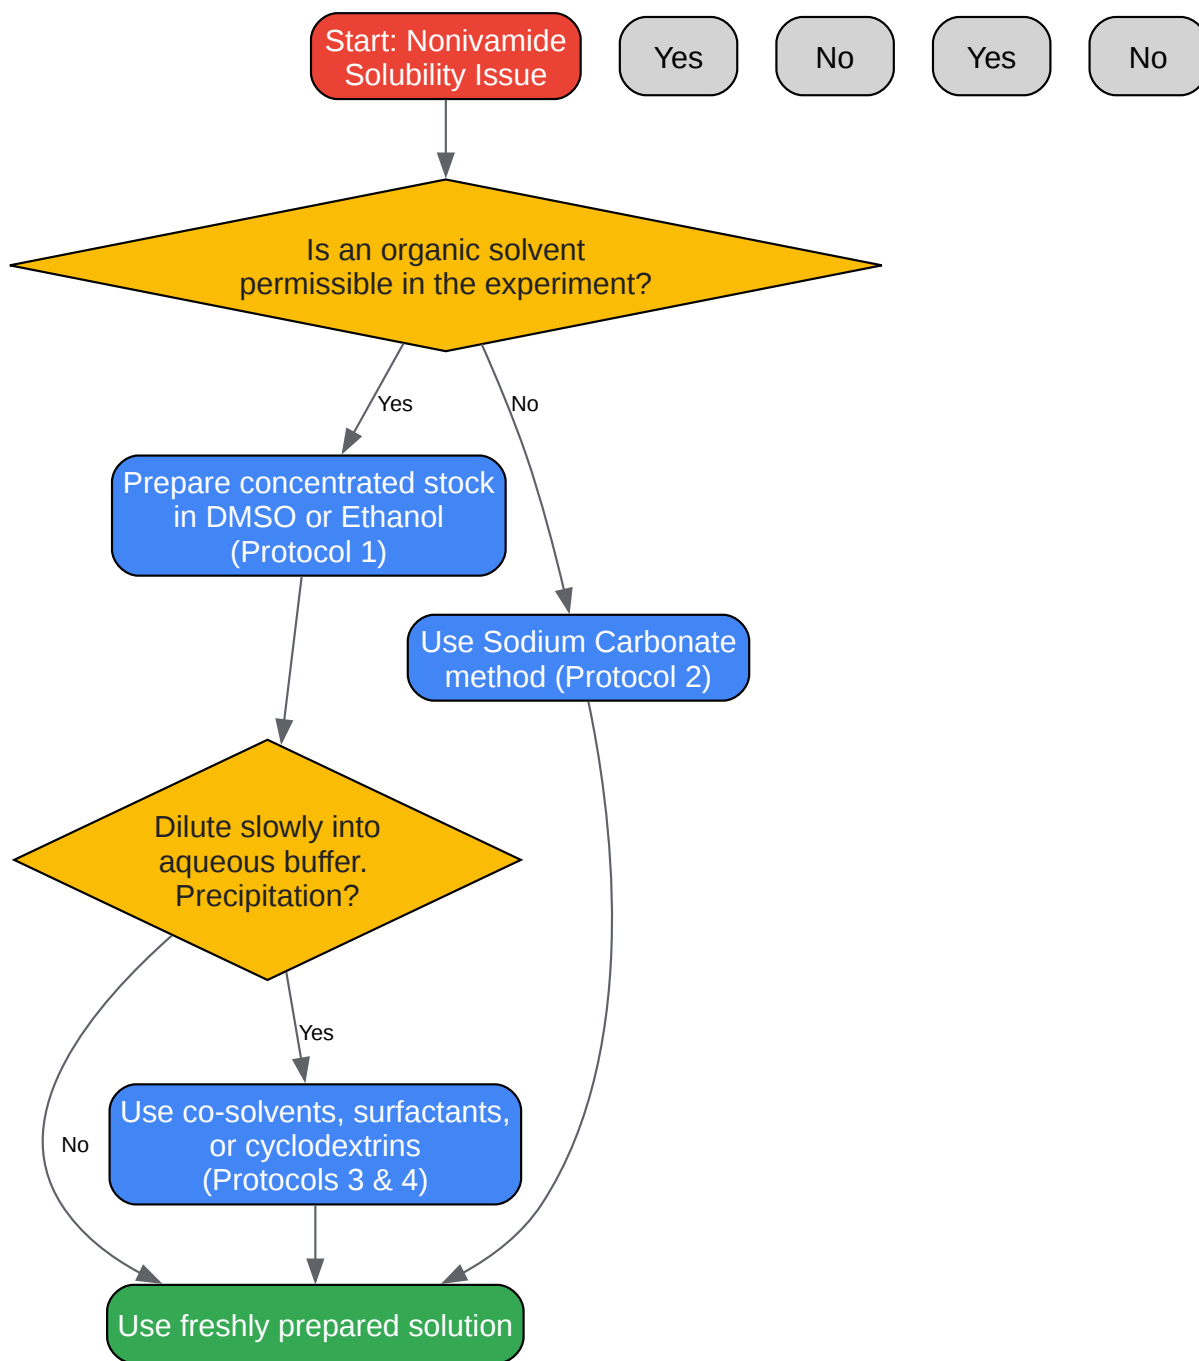 Start: Nonivamide
Solubility Issue
Yes
No
Yes
No
Is an organic solvent
permissible in the experiment?
Yes
No
Prepare concentrated stock
in DMSO or Ethanol
(Protocol 1)
Use Sodium Carbonate
method (Protocol 2)
Dilute slowly into
aqueous buffer.
Precipitation?
Yes
No
Use co-solvents, surfactants,
or cyclodextrins
(Protocols 3 & 4)
Use freshly prepared solution